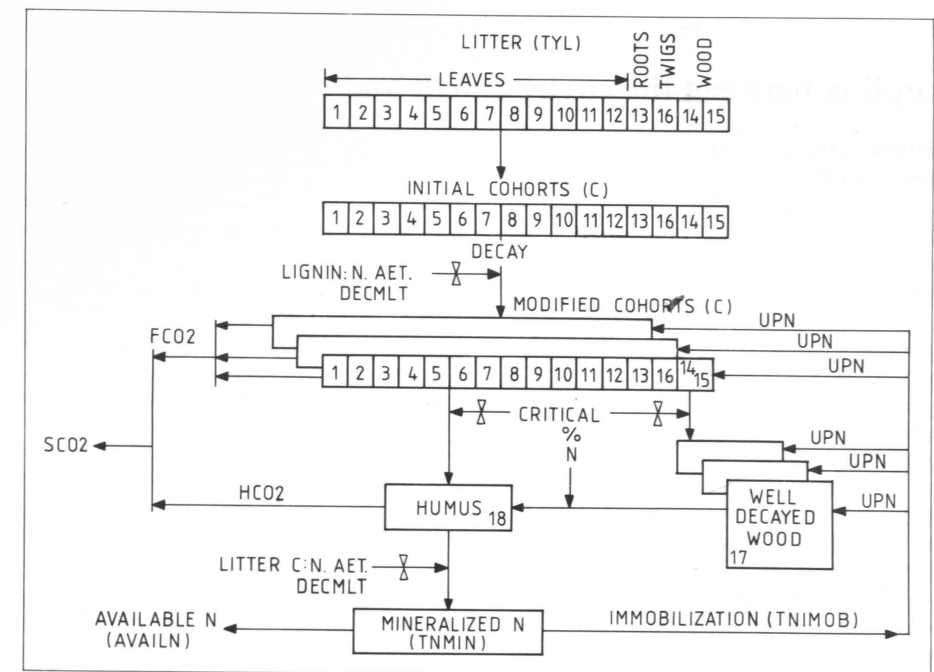 LITTER (TYL)
ROOTS
TWIGS
WOOD
LEAVES
1 2 3 4 5 6 7 8 9 10 11 12 13 16 14 15
INITIAL COHORTS (C)
1 2 3 4 5 6 7 8 9 10 11 12 13 16 14 15
DECAY
LIGNIN:N. AET.
DECMLT
MODIFIED COHORTS (C)
UPN
FCO2
UPN
1 2 3 4 5 6 7 8 9 10 11 12 13 16 14 15
UPN
CRITICAL
%
N
SCO2
UPN
UPN
HCO2
HUMUS 18
WELL
DECAYED
WOOD
17
UPN
LITTER C:N. AET.
DECMLT
AVAILABLE N
(AVAILN)
MINERALIZED N
(TNMIN)
IMMOBILIZATION (TNIMOB)